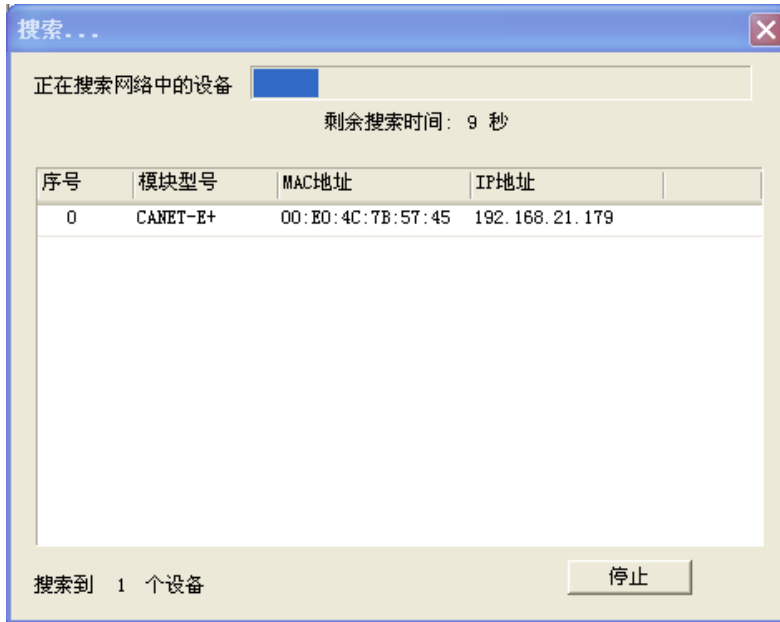 搜索...
正在搜索网络中的设备
剩余搜索时间: 9 秒
序号 模块型号 MAC地址 IP地址
0 CANET-E+ 00:E0:4C:7B:57:45 192.168.21.179
搜索到 1 个设备
停止